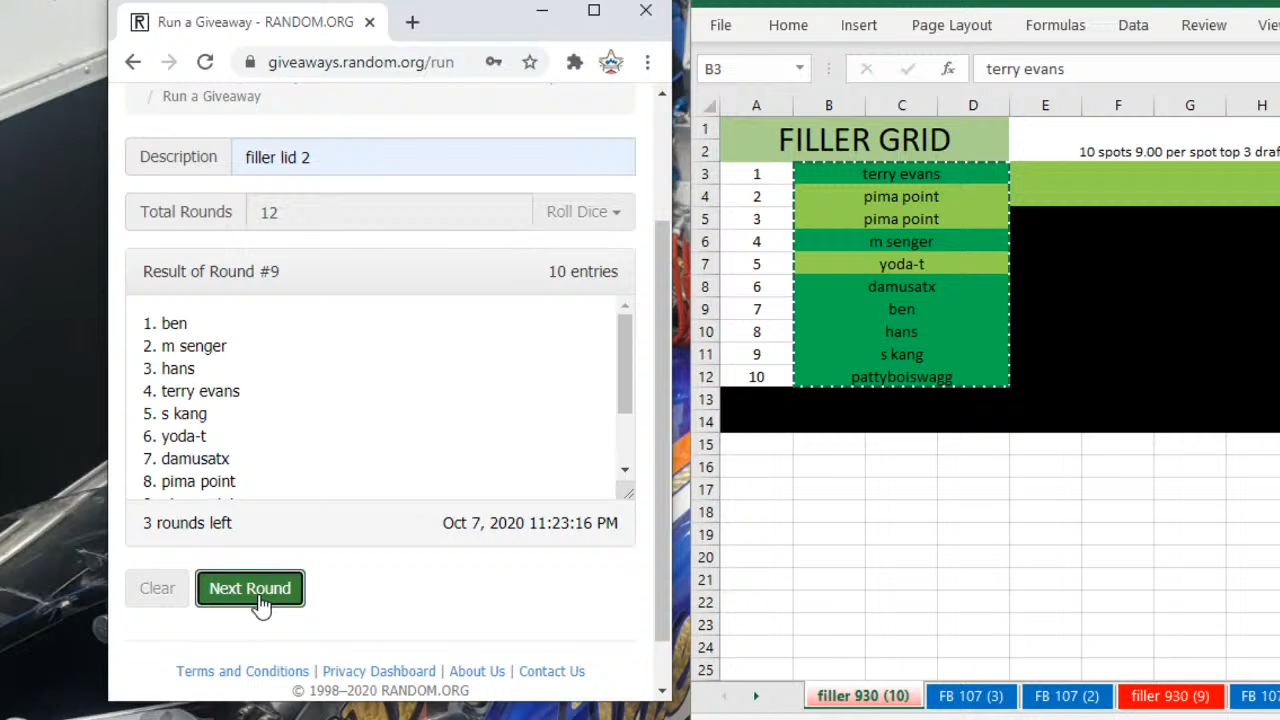 R Run a Giveaway - RANDOM.ORG
giveaways.random.org/run
/ Run a Giveaway
Description filler lid 2
Total Rounds 12 Roll Dice
Result of Round #9 10 entries
1. ben
2. m senger
3. hans
4. terry evans
5. s kang
6. yoda-t
7. damusatx
8. pima point
3 rounds left Oct 7, 2020 11:23:16 PM
Clear Next Round
Terms and Conditions | Privacy Dashboard | About Us | Contact Us
© 1998–2020 RANDOM.ORG
File Home Insert Page Layout Formulas Data Review
B3 fx terry evans
A B C D E F G H
1 FILLER GRID
2 10 spots 9.00 per spot top 3 draf
3 1 terry evans
4 2 pima point
5 3 pima point
6 4 m senger
7 5 yoda-t
8 6 damusatx
9 7 ben
10 8 hans
11 9 s kang
12 10 pattyboiswagg
13
14
15
16
17
18
19
20
21
22
23
24
25
filler 930 (10) FB 107 (3) FB 107 (2) filler 930 (9) FB 107